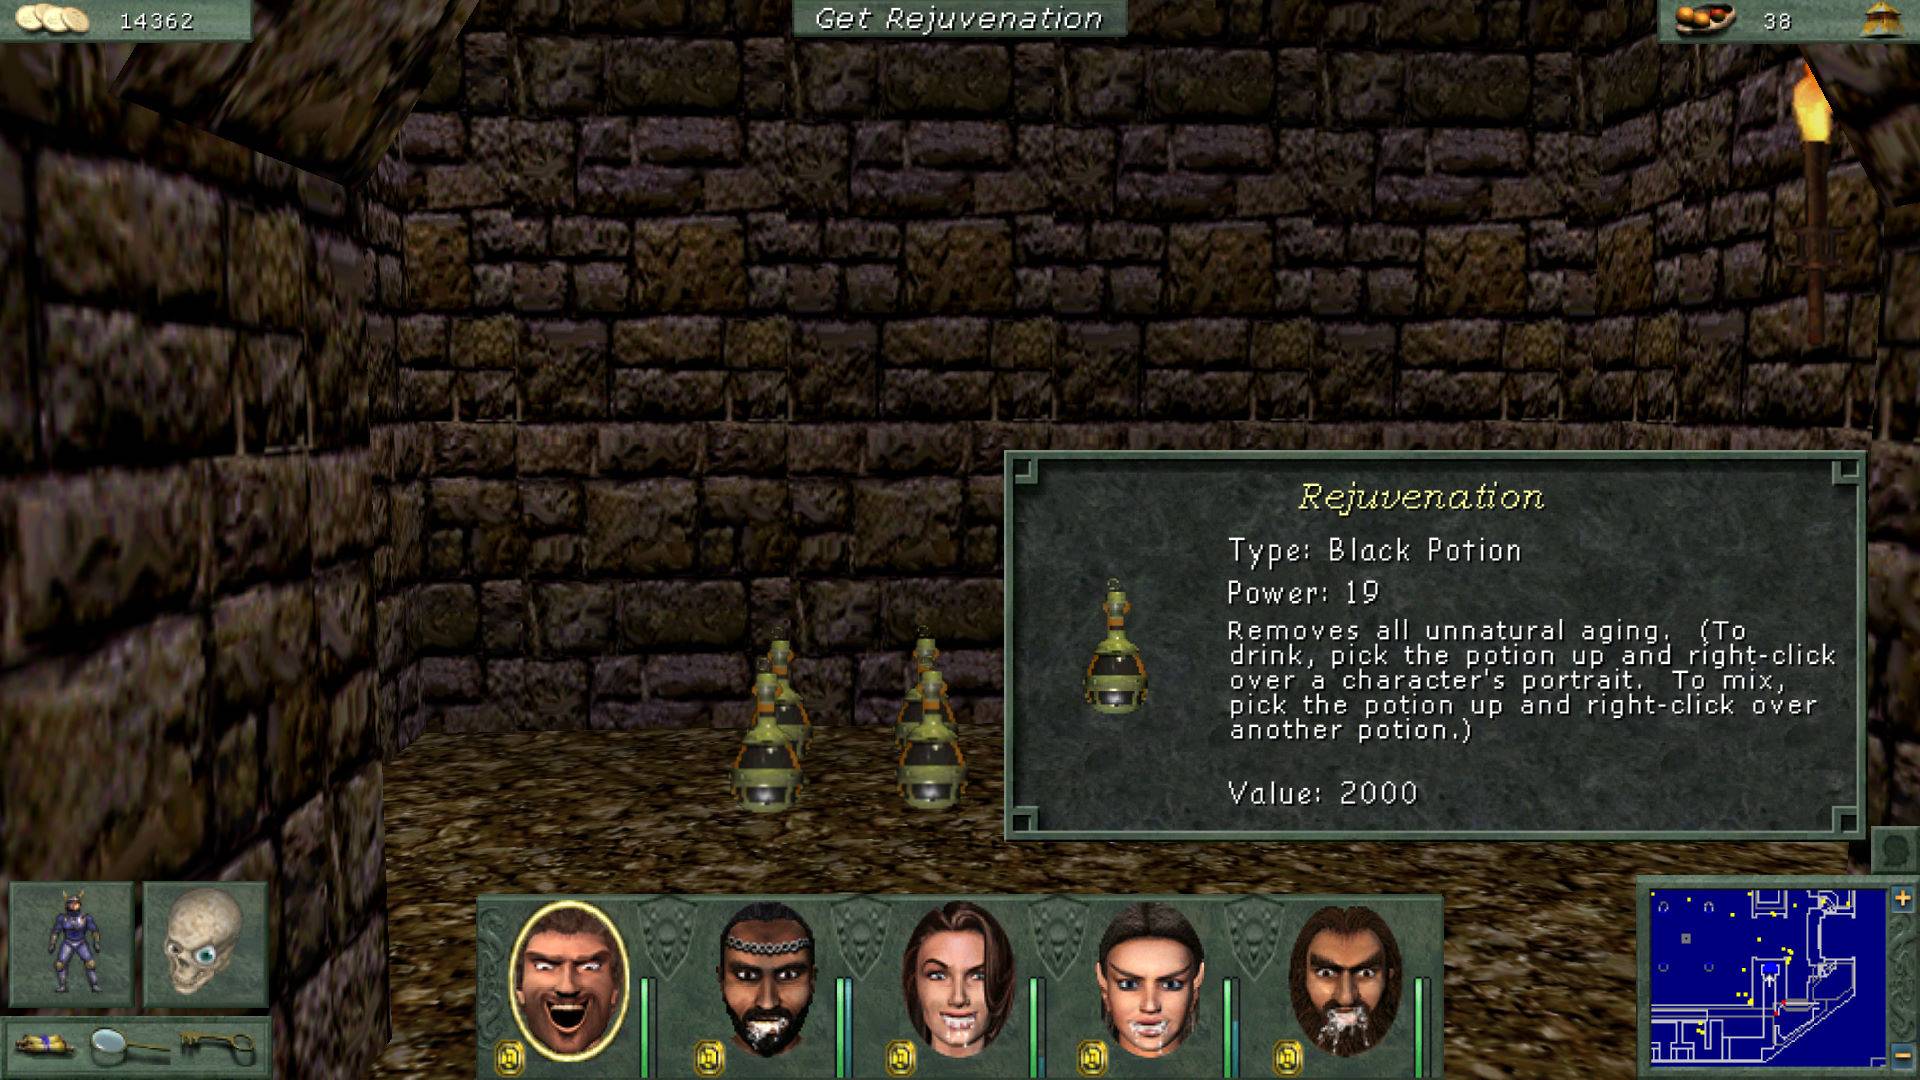 14362
Get Rejuvenation
38
Rejuvenation
Type: Black Potion
Power: 19
Removes all unnatural aging. (To
drink, pick the potion up and right-click
over a character's portrait. To mix,
pick the potion up and right-click over
another potion.)
Value: 2000